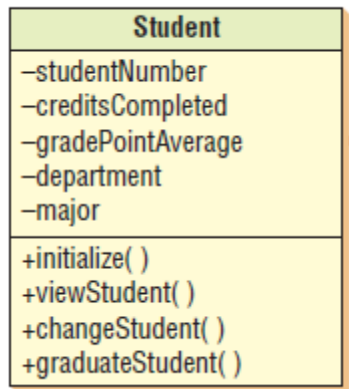 Student
–studentNumber
–creditsCompleted
–gradePointAverage
–department
–major
+initialize( )
+viewStudent( )
+changeStudent( )
+graduateStudent( )